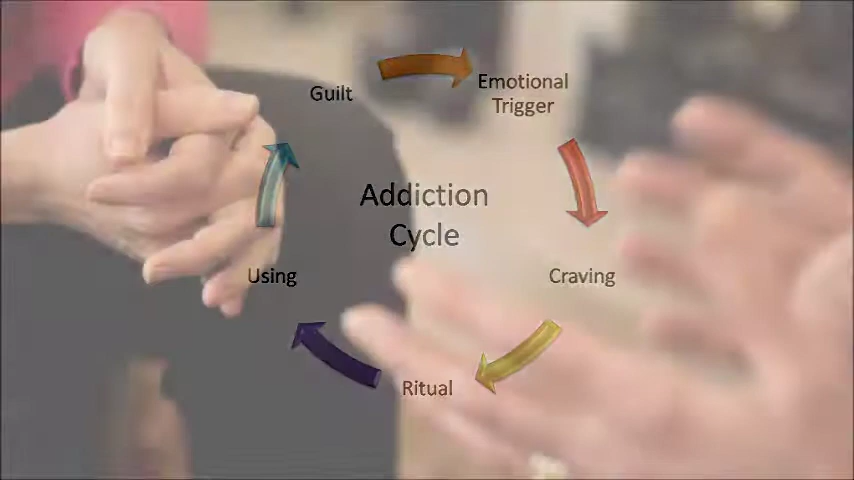 Guilt
Emotional
Trigger
Addiction
Cycle
Using
Craving
Ritual